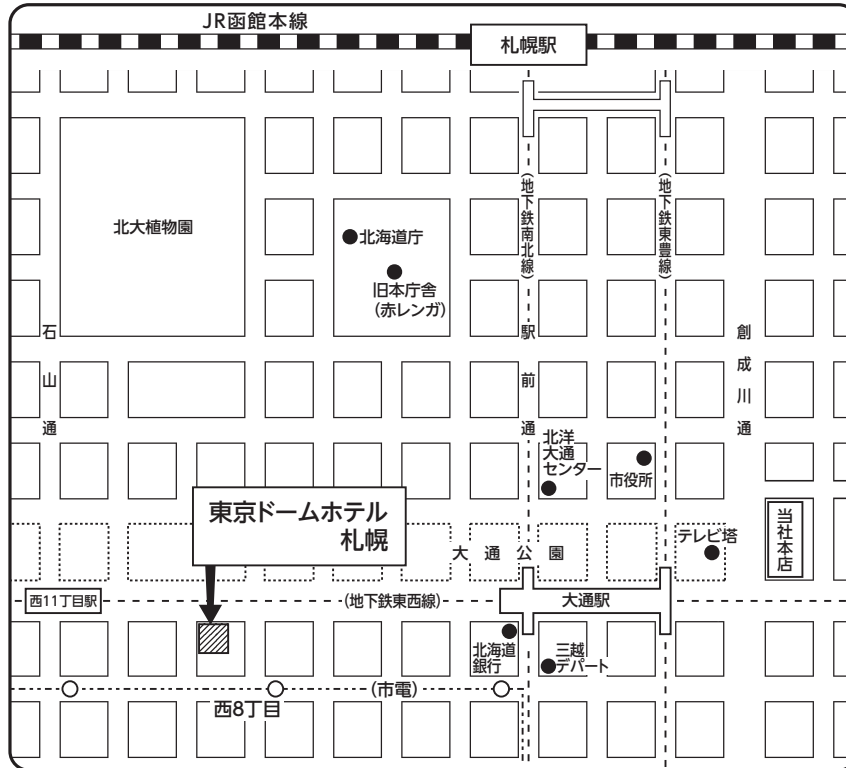 JR函館本線
札幌駅
(地下鉄南北線)
(地下鉄東豊線)
北大植物園
北海道庁
旧本庁舎
(赤レンガ)
石山通
駅前通
創成川通
北洋
大通
センター
市役所
東京ドームホテル
札幌
大通公園
テレビ塔
当社本店
西11丁目駅
(地下鉄東西線)
大通駅
北海道
銀行
三越
デパート
(市電)
西8丁目